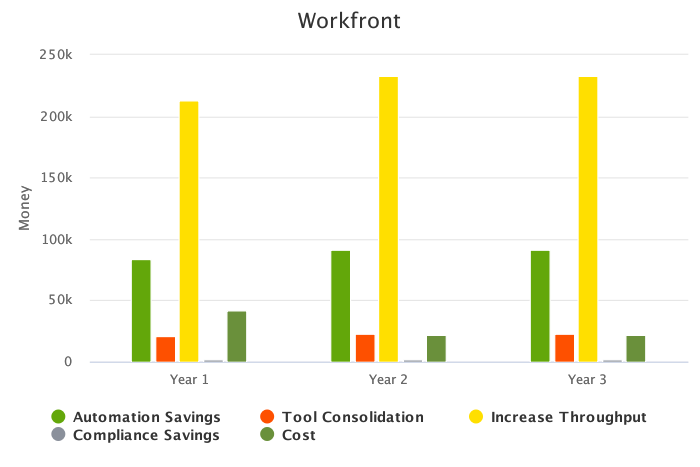 Workfront
250k
200k
150k
100k
50k
0
Money
Year 1 Year 2 Year 3
Automation Savings Tool Consolidation Increase Throughput
Compliance Savings Cost